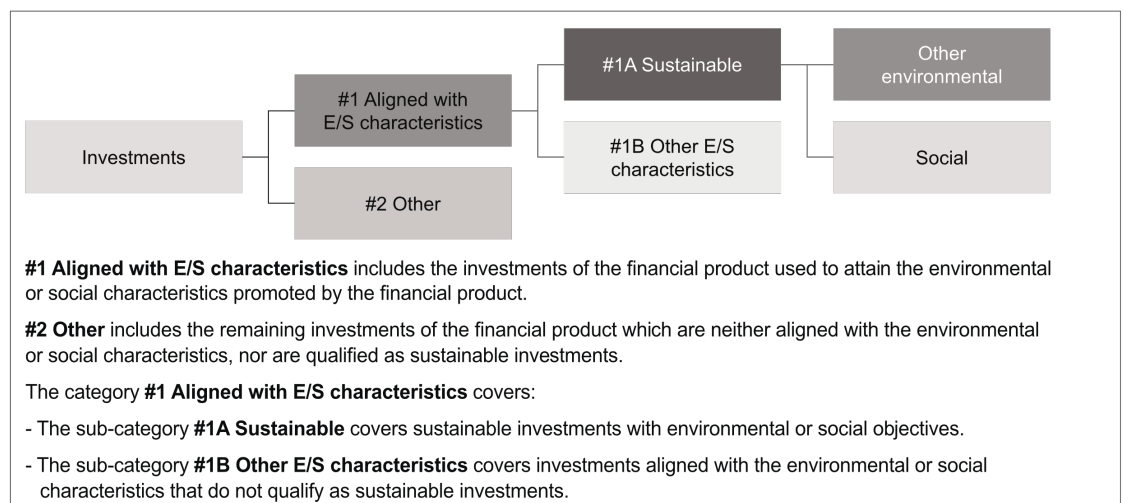 Investments
#1 Aligned with
E/S characteristics
#2 Other
#1A Sustainable
#1B Other E/S
characteristics
Other
environmental
Social
#1 Aligned with E/S characteristics includes the investments of the financial product used to attain the environmental
or social characteristics promoted by the financial product.
#2 Other includes the remaining investments of the financial product which are neither aligned with the environmental
or social characteristics, nor are qualified as sustainable investments.
The category #1 Aligned with E/S characteristics covers:
- The sub-category #1A Sustainable covers sustainable investments with environmental or social objectives.
- The sub-category #1B Other E/S characteristics covers investments aligned with the environmental or social
characteristics that do not qualify as sustainable investments.